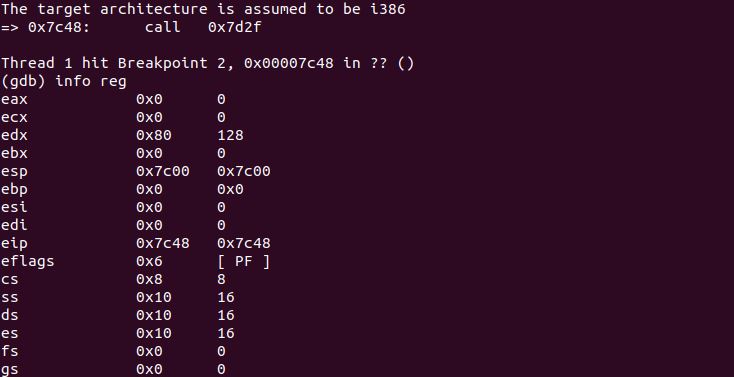 The target architecture is assumed to be i386
=> 0x7c48:      call   0x7d2f

Thread 1 hit Breakpoint 2, 0x00007c48 in ?? ()
(gdb) info reg
eax            0x0      0
ecx            0x0      0
edx            0x80     128
ebx            0x0      0
esp            0x7c00   0x7c00
ebp            0x0      0x0
esi            0x0      0
edi            0x0      0
eip            0x7c48   0x7c48
eflags         0x6      [ PF ]
cs             0x8      8
ss             0x10     16
ds             0x10     16
es             0x10     16
fs             0x0      0
gs             0x0      0